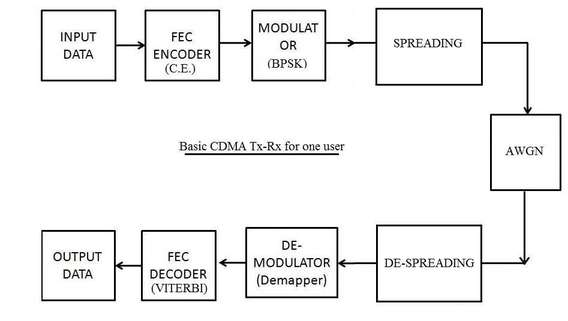 INPUT
DATA
FEC
ENCODER
(C.E.)
MODULAT
OR
(BPSK)
SPREADING
AWGN
Basic CDMA Tx-Rx for one user
OUTPUT
DATA
FEC
DECODER
(VITERBI)
DE-
MODULATOR
(Demapper)
DE-SPREADING